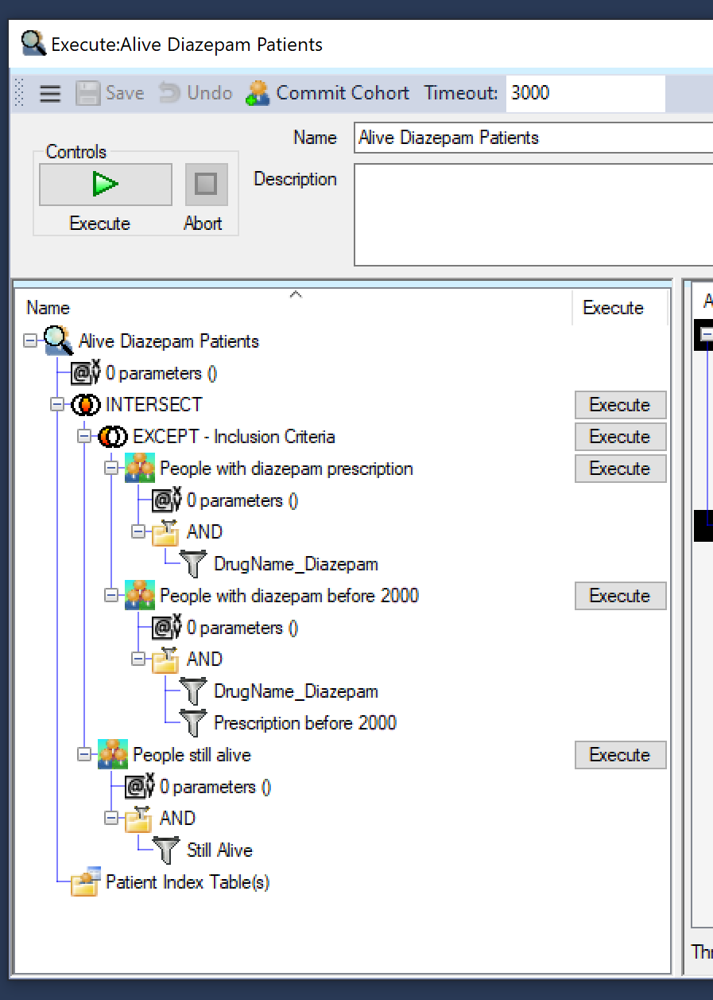 Execute:Alive Diazepam Patients
Save Undo Commit Cohort Timeout: 3000
Controls
Execute Abort
Name Alive Diazepam Patients
Description
Name Execute
Alive Diazepam Patients
@ 0 parameters ()
INTERSECT Execute
EXCEPT - Inclusion Criteria Execute
People with diazepam prescription Execute
@ 0 parameters ()
AND
DrugName_Diazepam
People with diazepam before 2000 Execute
@ 0 parameters ()
AND
DrugName_Diazepam
Prescription before 2000
People still alive Execute
@ 0 parameters ()
AND
Still Alive
Patient Index Table(s)